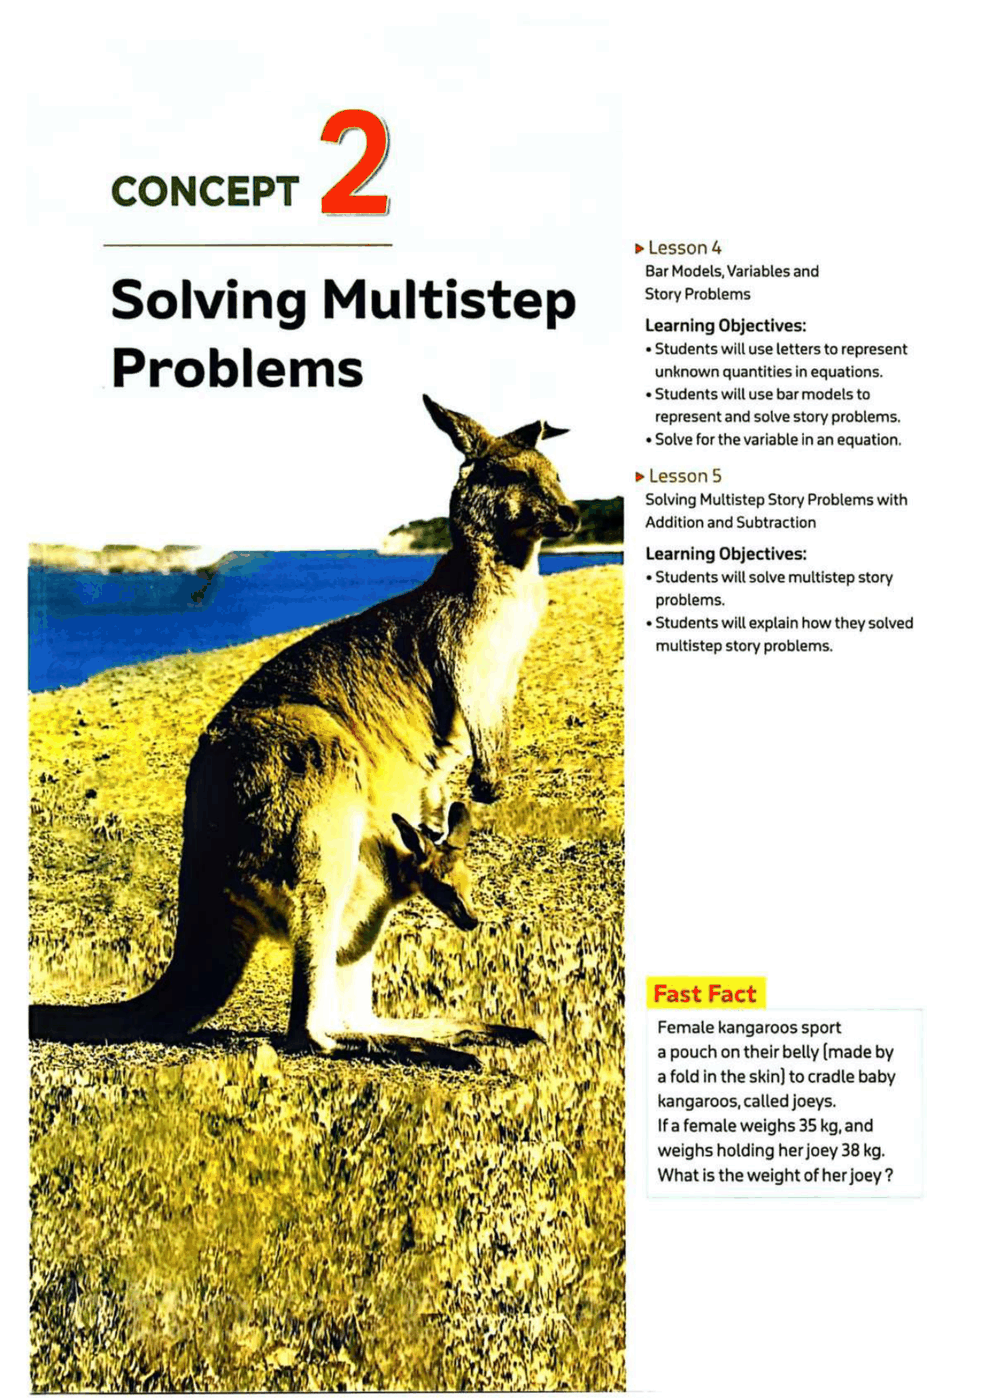 CONCEPT 2
Solving Multistep
Problems
Lesson 4
Bar Models, Variables and
Story Problems
Learning Objectives:
• Students will use letters to represent
unknown quantities in equations.
• Students will use bar models to
represent and solve story problems.
• Solve for the variable in an equation.
Lesson 5
Solving Multistep Story Problems with
Addition and Subtraction
Learning Objectives:
• Students will solve multistep story
problems.
• Students will explain how they solved
multistep story problems.
Fast Fact
Female kangaroos sport
a pouch on their belly (made by
a fold in the skin) to cradle baby
kangaroos, called joeys.
If a female weighs 35 kg, and
weighs holding her joey 38 kg.
What is the weight of her joey ?